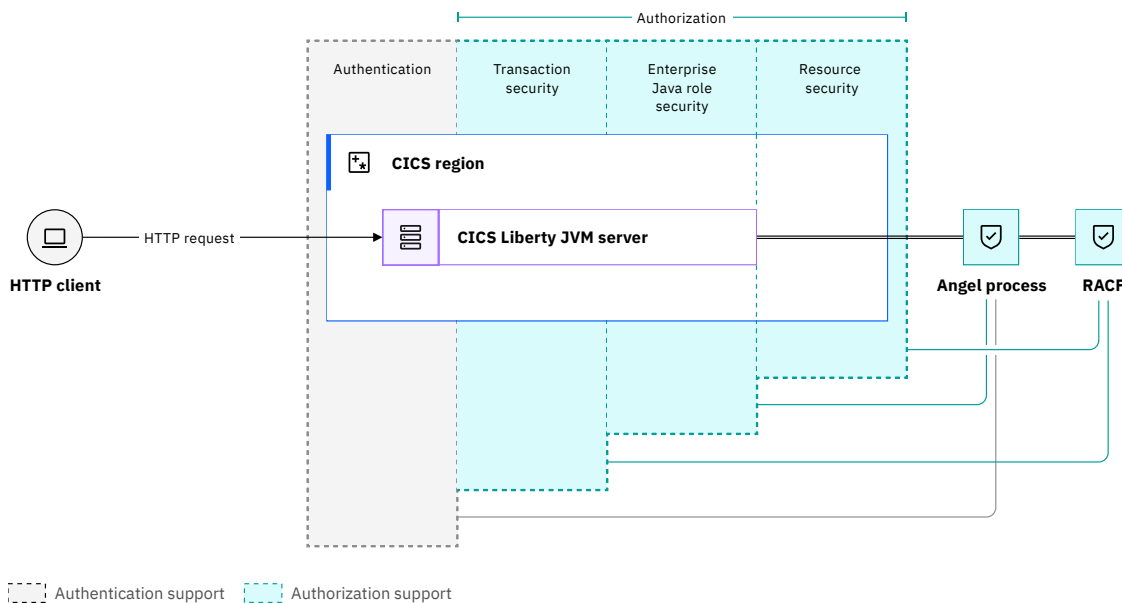 Authorization
Authentication
Transaction
security
Enterprise
Java role
security
Resource
security
CICS region
HTTP request
CICS Liberty JVM server
HTTP client
Angel process
RACF
Authentication support
Authorization support